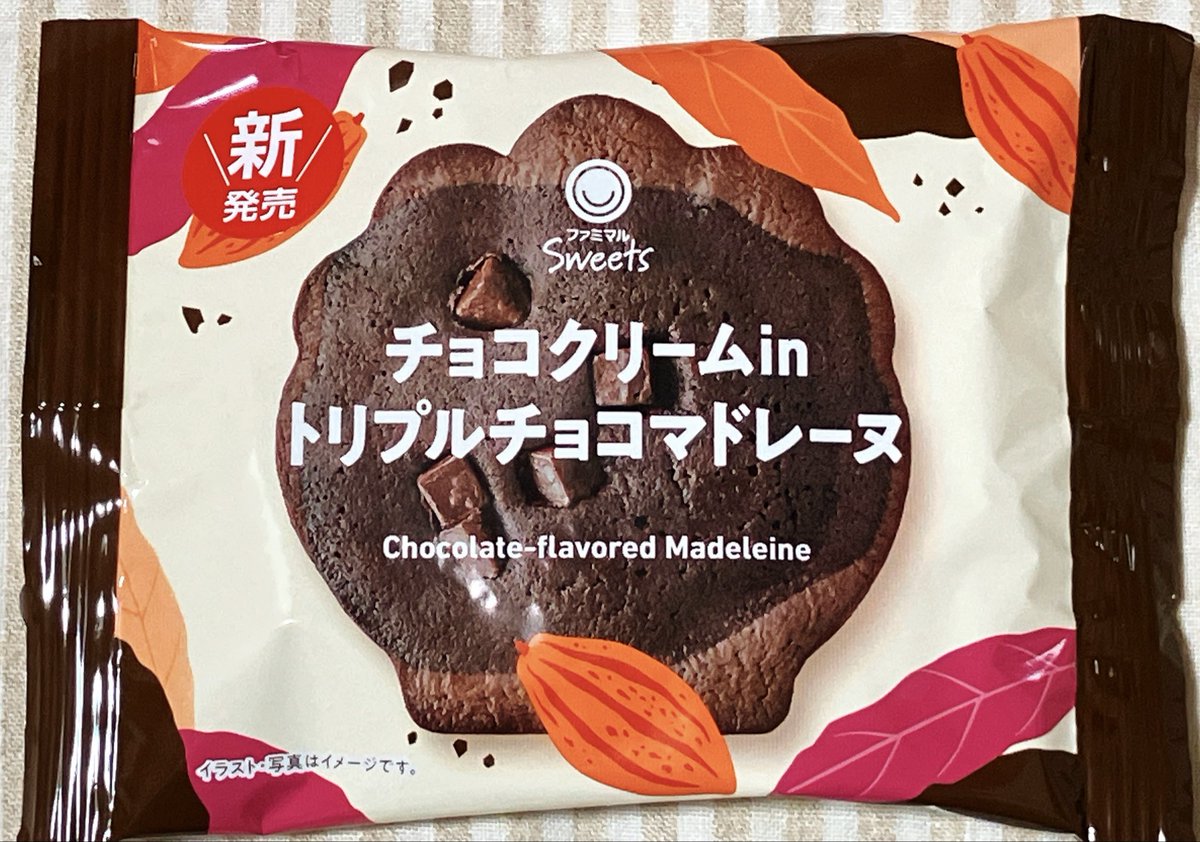 新
発売
ファミマル
Sweets
チョコクリームin
トリプルチョコマドレーヌ
Chocolate-flavored Madeleine
イラスト・写真はイメージです。